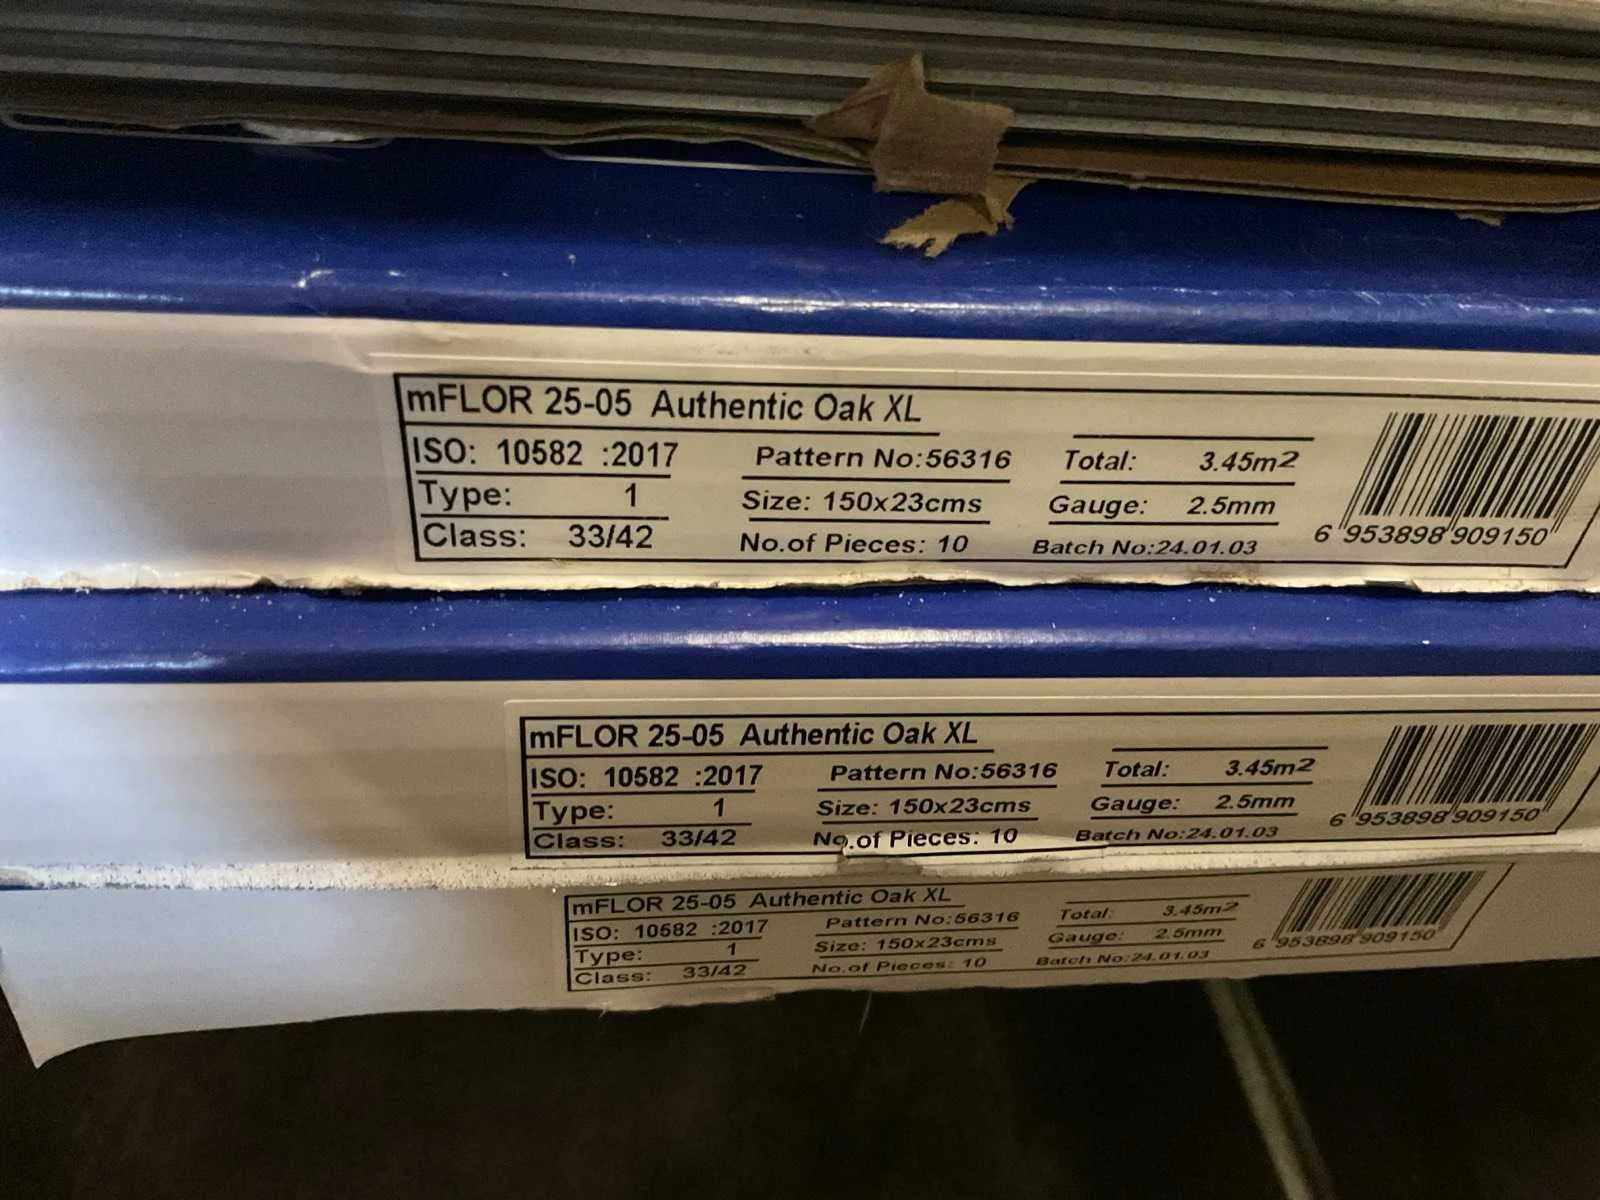 mFLOR 25-05 Authentic Oak XL
ISO: 10582 :2017 Pattern No:56316 Total: 3.45m2
Type: 1 Size: 150x23cms Gauge: 2.5mm
Class: 33/42 No.of Pieces: 10 Batch No:24.01.03
6 953898 909150
mFLOR 25-05 Authentic Oak XL
ISO: 10582 :2017 Pattern No:56316 Total: 3.45m2
Type: 1 Size: 150x23cms Gauge: 2.5mm
Class: 33/42 No.of Pieces: 10 Batch No:24.01.03
6 953898 909150
mFLOR 25-05 Authentic Oak XL
ISO: 10582 :2017 Pattern No:56316 Total: 3.45m2
Type: 1 Size: 150x23cms Gauge: 2.5mm
Class: 33/42 No.of Pieces: 10 Batch No:24.01.03
6 953898 909150